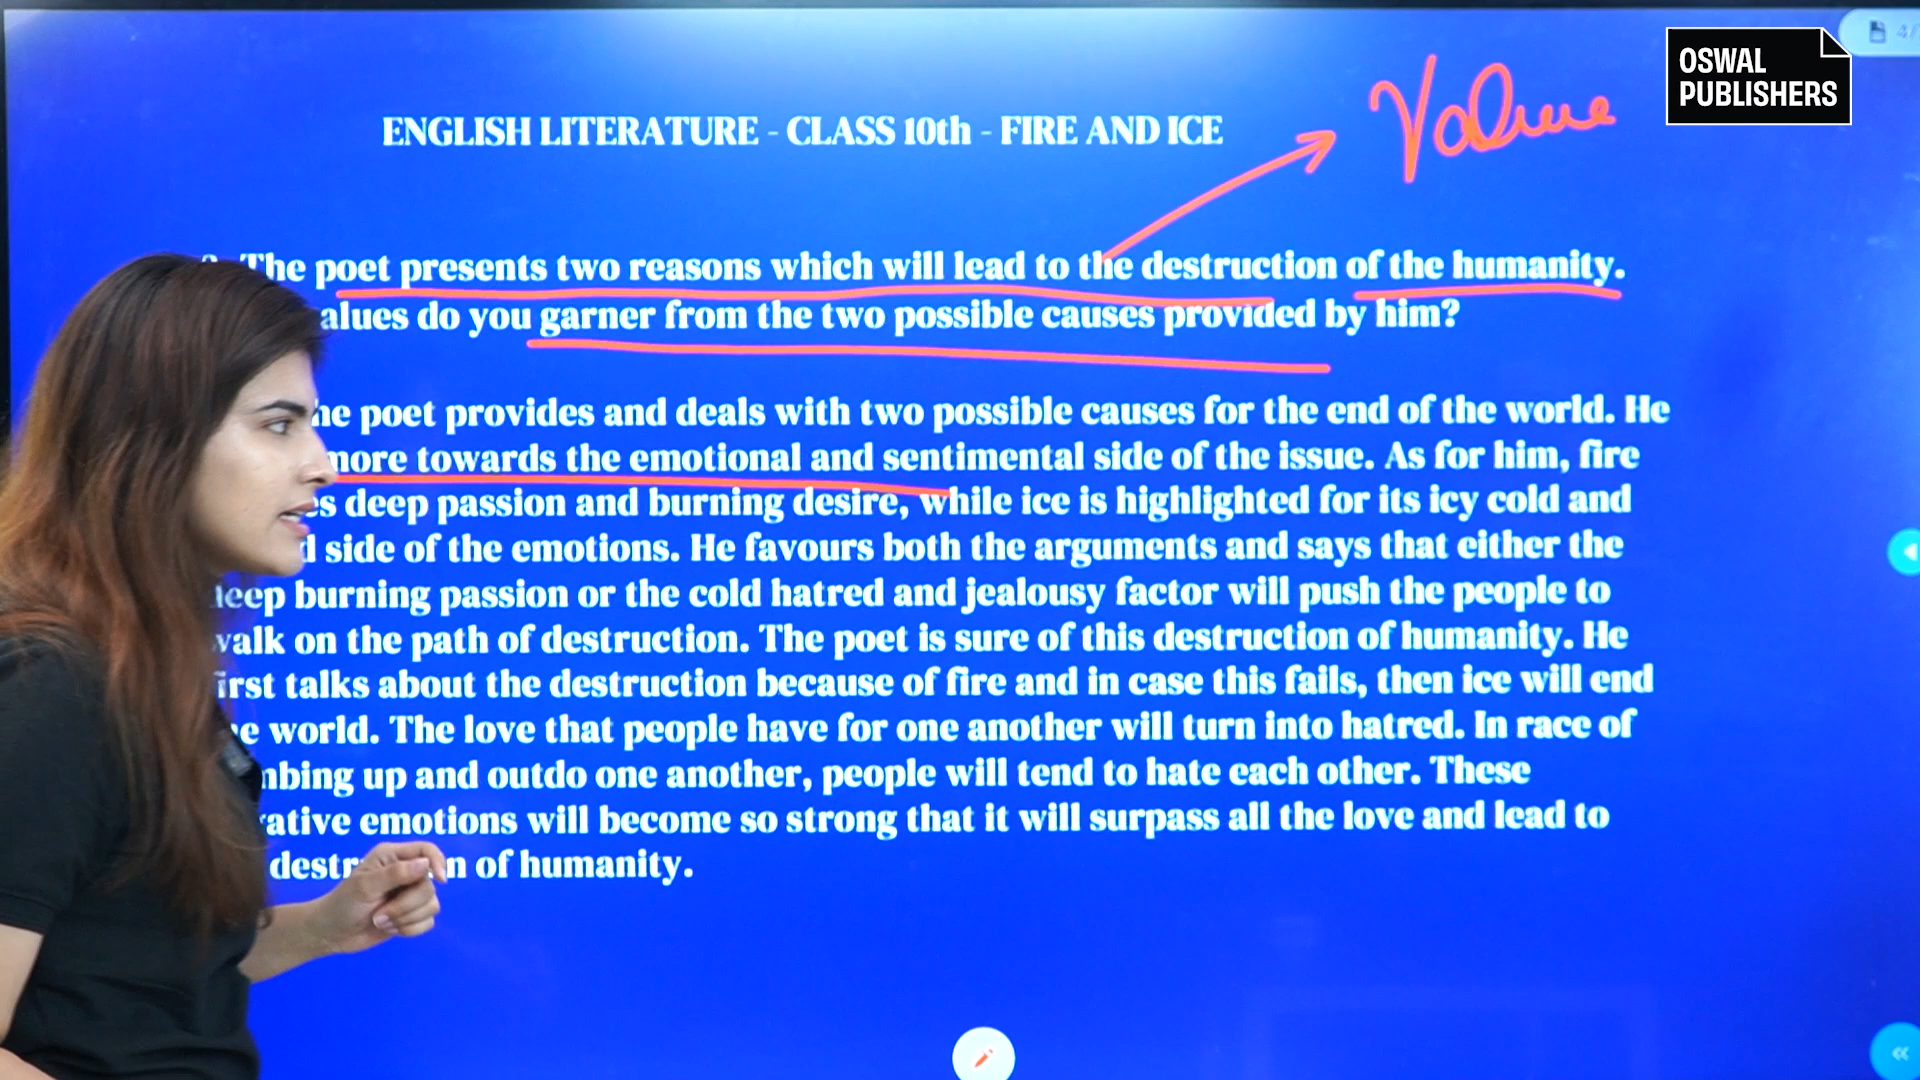 OSWAL
PUBLISHERS
4/
Value
ENGLISH LITERATURE - CLASS 10th - FIRE AND ICE
The poet presents two reasons which will lead to the destruction of the humanity.
alues do you garner from the two possible causes provided by him?
he poet provides and deals with two possible causes for the end of the world. He
more towards the emotional and sentimental side of the issue. As for him, fire
es deep passion and burning desire, while ice is highlighted for its icy cold and
d side of the emotions. He favours both the arguments and says that either the
deep burning passion or the cold hatred and jealousy factor will push the people to
walk on the path of destruction. The poet is sure of this destruction of humanity. He
first talks about the destruction because of fire and in case this fails, then ice will end
he world. The love that people have for one another will turn into hatred. In race of
mbing up and outdo one another, people will tend to hate each other. These
ative emotions will become so strong that it will surpass all the love and lead to
of humanity.